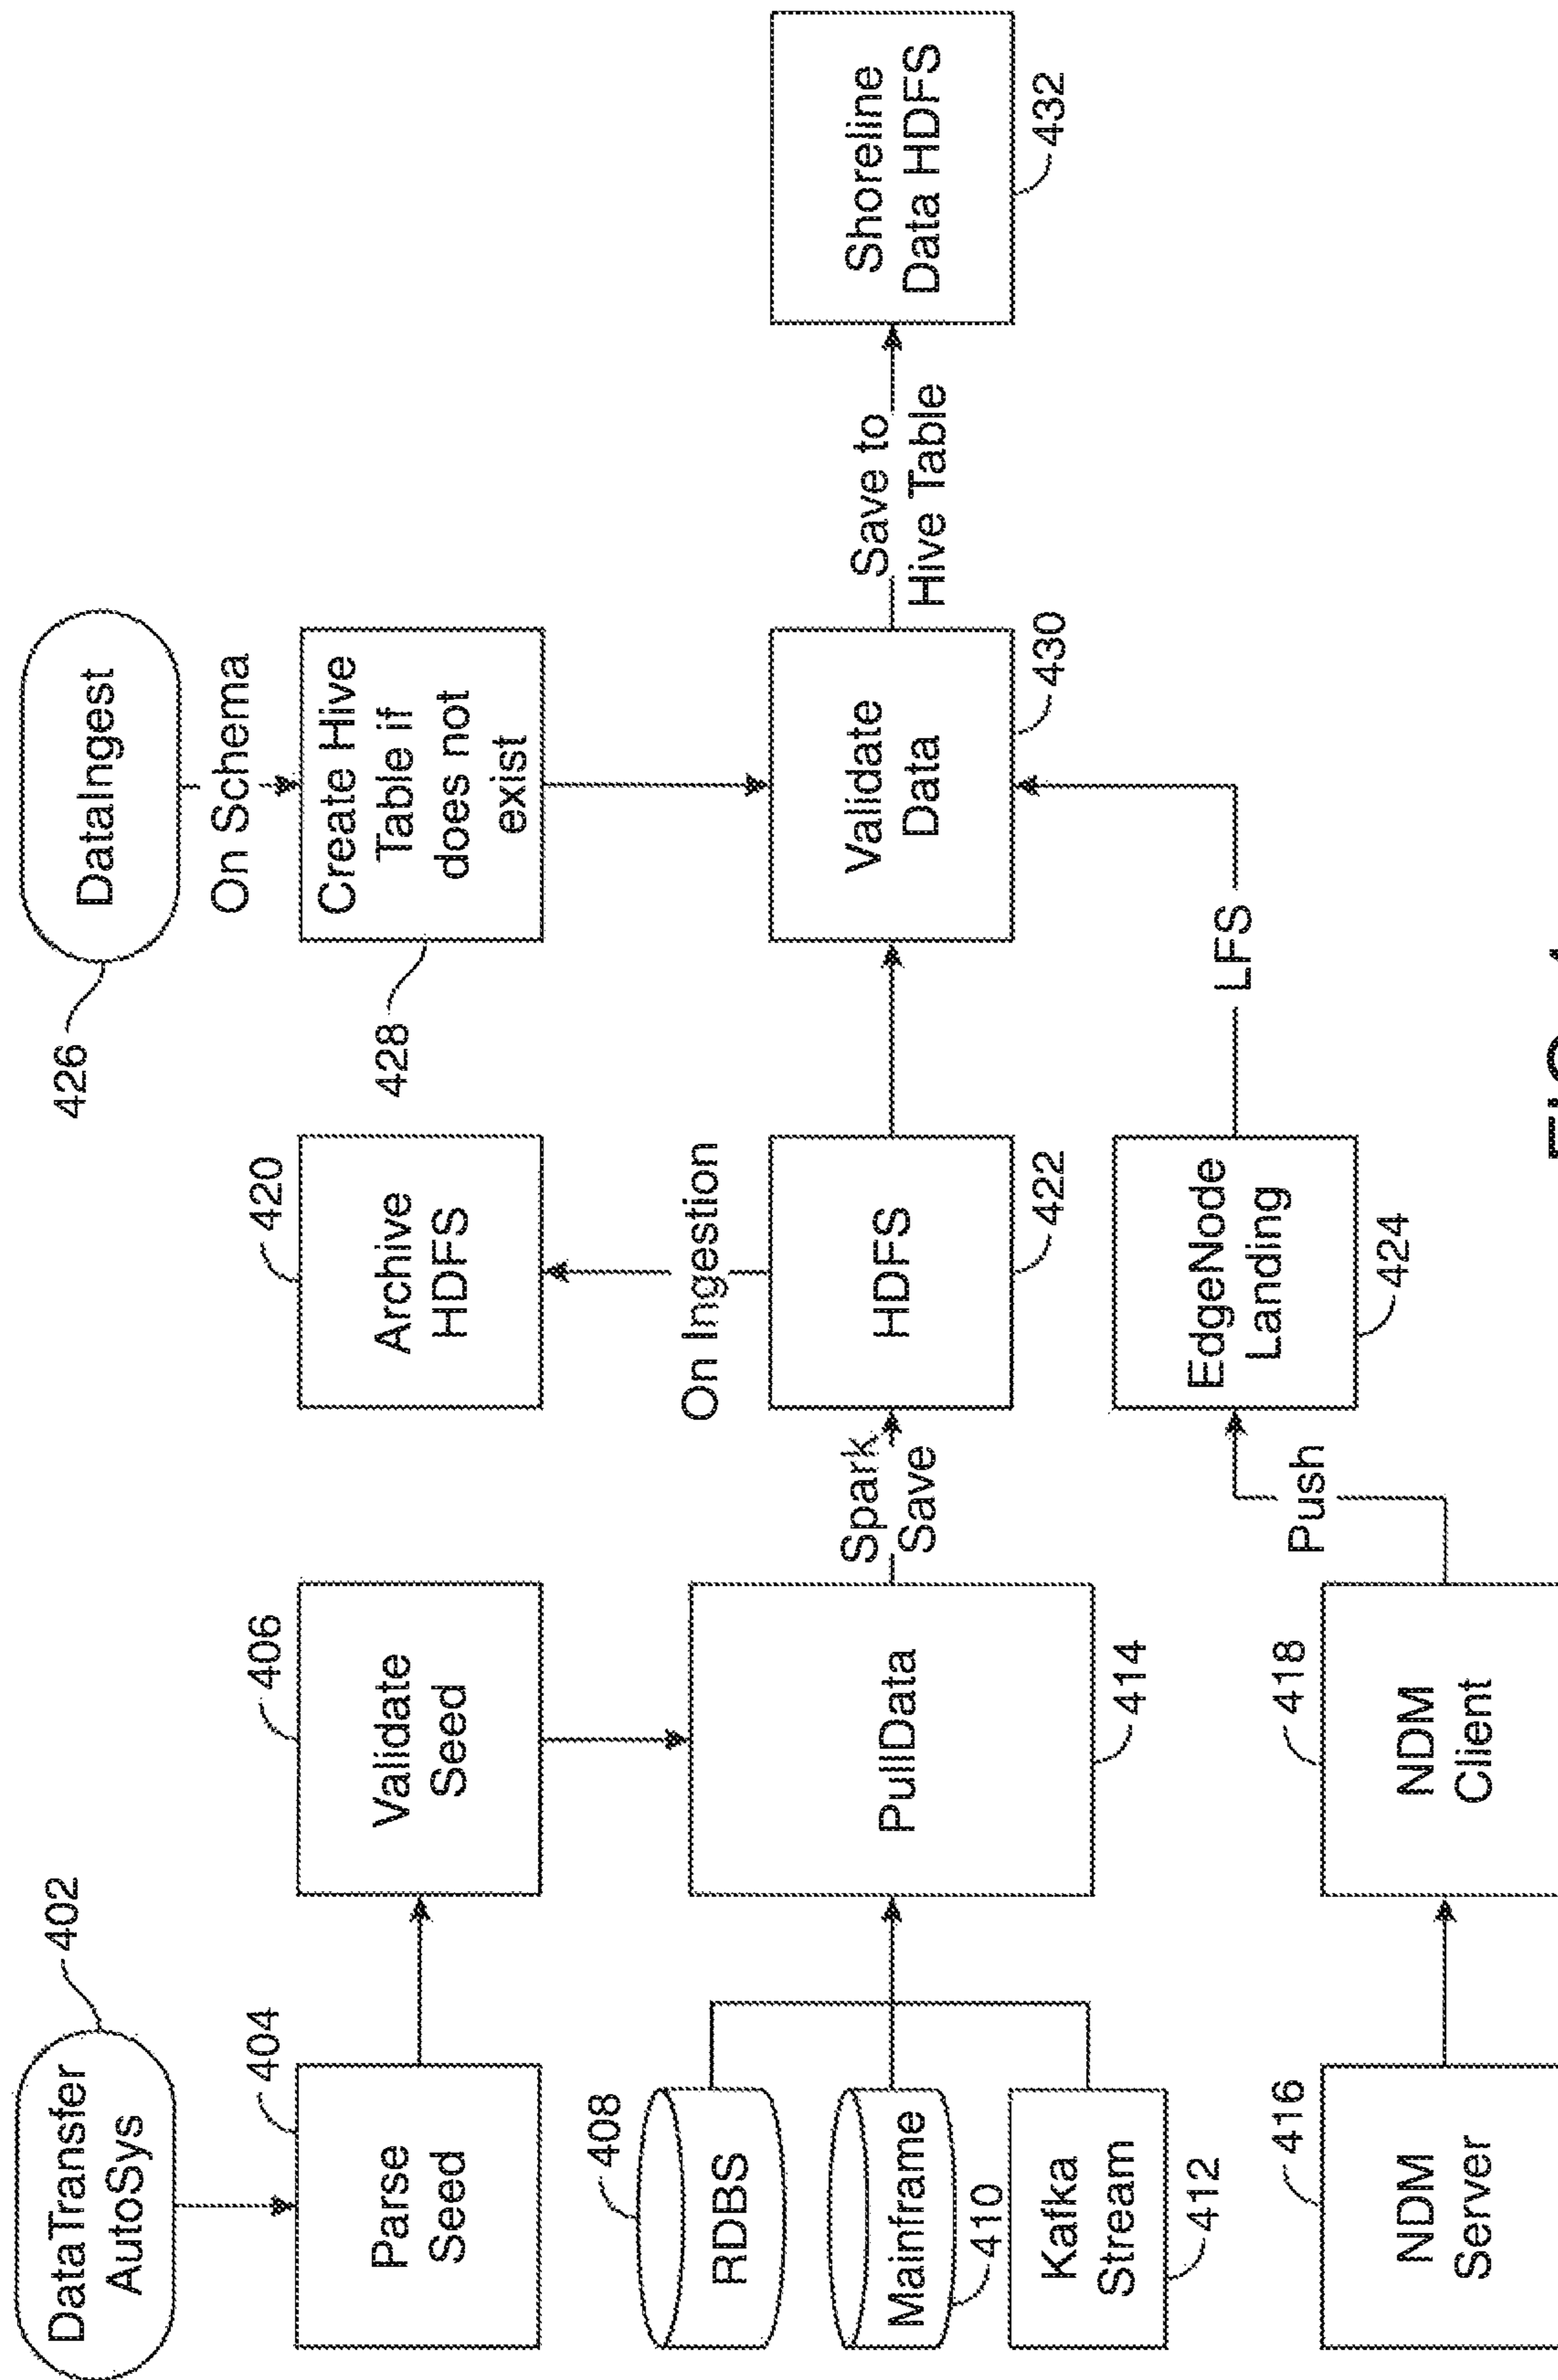 DataTransfer
AutoSys
402
DataIngest
426
On Schema
404
Parse
Seed
406
Validate
Seed
420
Archive
HDFS
428
Create Hive
Table if
does not
exist
408
RDBS
Mainframe
410
Kafka
Stream
412
PullData
414
Spark
Save
On Ingestion
HDFS
422
Validate
Data
430
Save to
Hive Table
Shoreline
Data HDFS
432
EdgeNode
Landing
424
LFS
Push
416
NDM
Server
418
NDM
Client